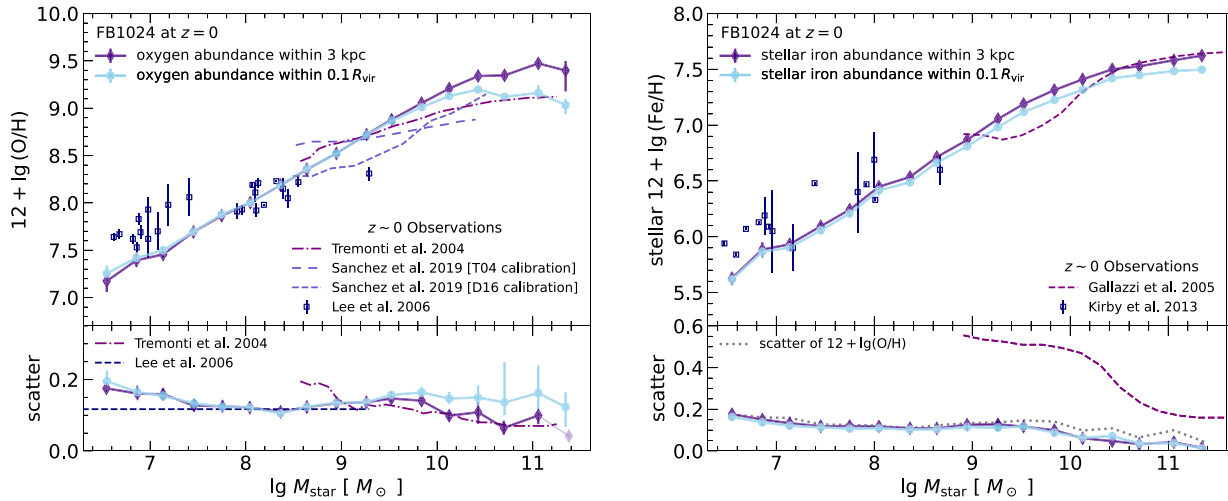 FB1024 at z = 0
oxygen abundance within 3 kpc
oxygen abundance within 0.1 R_vir
12 + lg (O/H)
10.0
9.5
9.0
8.5
8.0
7.5
7.0
z ~ 0 Observations
Tremonti et al. 2004
Sanchez et al. 2019 [T04 calibration]
Sanchez et al. 2019 [D16 calibration]
Lee et al. 2006
Tremonti et al. 2004
Lee et al. 2006
scatter
0.2
0.0
7 8 9 10 11
lg M_star [ M_⊙ ]
FB1024 at z = 0
stellar iron abundance within 3 kpc
stellar iron abundance within 0.1 R_vir
stellar 12 + lg (Fe/H)
8.0
7.5
7.0
6.5
6.0
5.5
z ~ 0 Observations
Gallazzi et al. 2005
Kirby et al. 2013
scatter of 12 + lg(O/H)
scatter
0.6
0.4
0.2
0.0
7 8 9 10 11
lg M_star [ M_⊙ ]